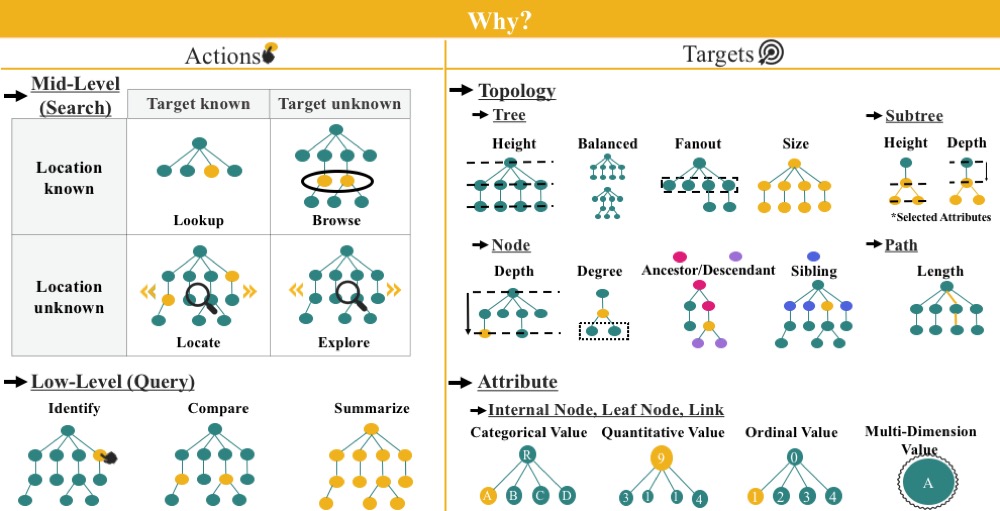 Why?
Actions
Mid-Level
(Search)
Target known
Target unknown
Location
known
Lookup
Browse
Location
unknown
Locate
Explore
Low-Level (Query)
Identify
Compare
Summarize
Targets
Topology
Tree
Height
Balanced
Fanout
Size
Subtree
Height
Depth
*Selected Attributes
Node
Depth
Degree
Ancestor/Descendant
Sibling
Path
Length
Attribute
Internal Node, Leaf Node, Link
Categorical Value
R
A B C D
Quantitative Value
9
3 1 1 4
Ordinal Value
0
1 2 3 4
Multi-Dimension
Value
A